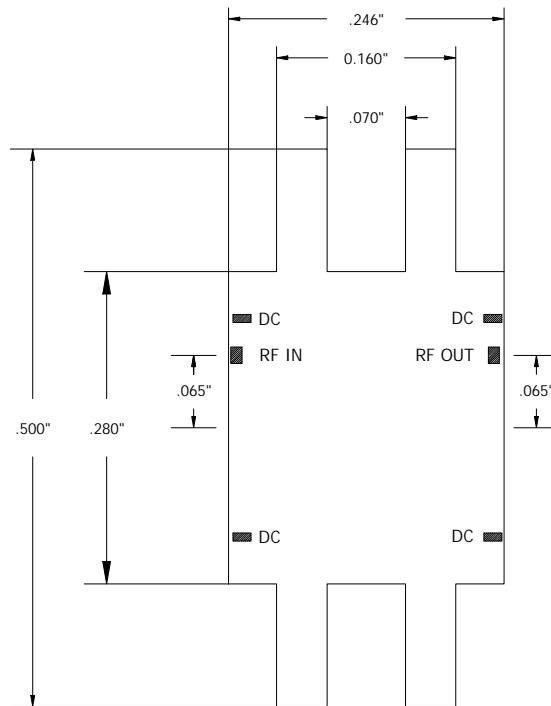 .246"
0.160"
.070"
DC DC
RF IN RF OUT
.065" .065"
.500" .280"
DC DC